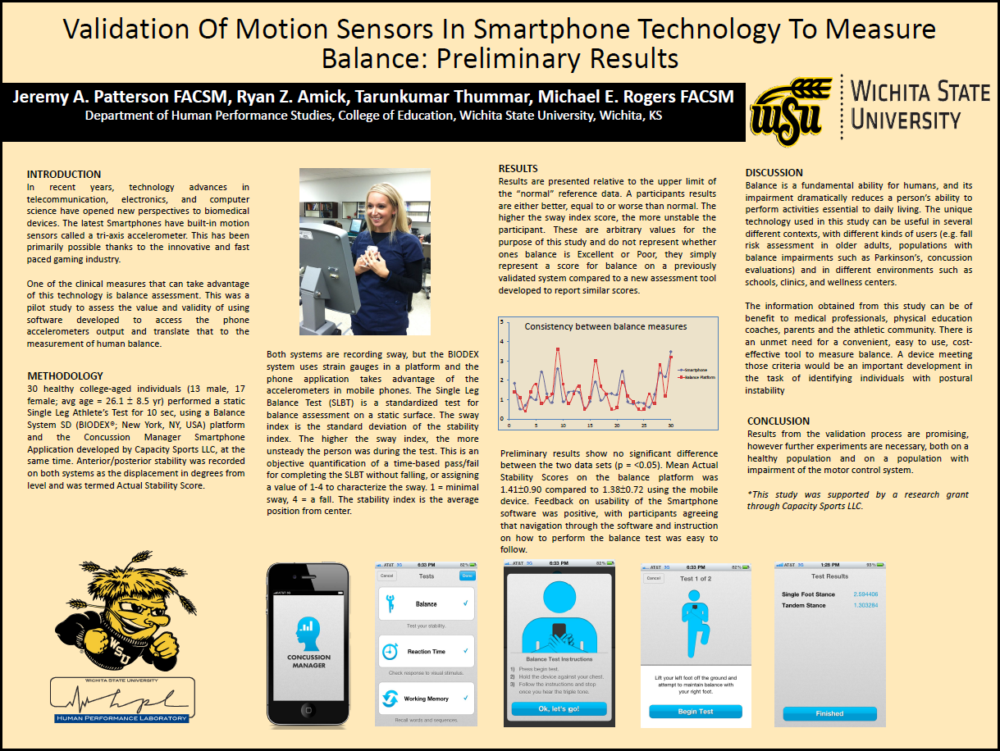 Validation Of Motion Sensors In Smartphone Technology To Measure
Balance: Preliminary Results
Jeremy A. Patterson FACSM, Ryan Z. Amick, Tarunkumar Thummar, Michael E. Rogers FACSM
Department of Human Performance Studies, College of Education, Wichita State University, Wichita, KS
WSU
WICHITA STATE
UNIVERSITY
INTRODUCTION
In recent years, technology advances in
telecommunication, electronics, and computer
science have opened new perspectives to biomedical
devices. The latest Smartphones have built-in motion
sensors called a tri-axis accelerometer. This has been
primarily possible thanks to the innovative and fast
paced gaming industry.
One of the clinical measures that can take advantage
of this technology is balance assessment. This was a
pilot study to assess the value and validity of using
software developed to access the phone
accelerometers output and translate that to the
measurement of human balance.
METHODOLOGY
30 healthy college-aged individuals (13 male, 17
female; avg age = 26.1 ± 8.5 yr) performed a static
Single Leg Athlete's Test for 10 sec, using a Balance
System SD (BIODEX®; New York, NY, USA) platform
and the Concussion Manager Smartphone
Application developed by Capacity Sports LLC, at the
same time. Anterior/posterior stability was recorded
on both systems as the displacement in degrees from
level and was termed Actual Stability Score.
Both systems are recording sway, but the BIODEX
system uses strain gauges in a platform and the
phone application takes advantage of the
accelerometers in mobile phones. The Single Leg
Balance Test (SLBT) is a standardized test for
balance assessment on a static surface. The sway
index is the standard deviation of the stability
index. The higher the sway index, the more
unsteady the person was during the test. This is an
objective quantification of a time-based pass/fail
for completing the SLBT without falling, or assigning
a value of 1-4 to characterize the sway. 1 = minimal
sway, 4 = a fall. The stability index is the average
position from center.
RESULTS
Results are presented relative to the upper limit of
the “normal” reference data. A participants results
are either better, equal to or worse than normal. The
higher the sway index score, the more unstable the
participant. These are arbitrary values for the
purpose of this study and do not represent whether
ones balance is Excellent or Poor, they simply
represent a score for balance on a previously
validated system compared to a new assessment tool
developed to report similar scores.
Consistency between balance measures
5
4
3
2
1
0
0 5 10 15 20 25 30
Smartphone
Balance Platform
Preliminary results show no significant difference
between the two data sets (p = <0.05). Mean Actual
Stability Scores on the balance platform was
1.41±0.90 compared to 1.38±0.72 using the mobile
device. Feedback on usability of the Smartphone
software was positive, with participants agreeing
that navigation through the software and instruction
on how to perform the balance test was easy to
follow.
DISCUSSION
Balance is a fundamental ability for humans, and its
impairment dramatically reduces a person's ability to
perform activities essential to daily living. The unique
technology used in this study can be useful in several
different contexts, with different kinds of users (e.g. fall
risk assessment in older adults, populations with
balance impairments such as Parkinson's, concussion
evaluations) and in different environments such as
schools, clinics, and wellness centers.
The information obtained from this study can be of
benefit to medical professionals, physical education
coaches, parents and the athletic community. There is
an unmet need for a convenient, easy to use, cost-
effective tool to measure balance. A device meeting
those criteria would be an important development in
the task of identifying individuals with postural
instability
CONCLUSION
Results from the validation process are promising,
however further experiments are necessary, both on a
healthy population and on a population with
impairment of the motor control system.
*This study was supported by a research grant
through Capacity Sports LLC.
WSU
WICHITA STATE UNIVERSITY
hpl
HUMAN PERFORMANCE LABORATORY
AT&T 3G
CONCUSSION
MANAGER
AT&T 3G 6:33 PM 82%
Cancel Tests Done
Balance
Test your stability.
Reaction Time
Check response to visual stimulus.
Working Memory
Recall words and sequences.
AT&T 3G 6:33 PM 82%
Balance Test Instructions
1) Press begin test.
2) Hold the device against your chest.
3) Follow the instructions and stop
once you hear the triple tone.
Ok, let's go!
AT&T 3G 6:33 PM 82%
Cancel Test 1 of 2
Lift your left foot off the ground and
attempt to maintain balance with
your right foot.
Begin Test
AT&T 3G 1:28 PM 93%
Test Results
Single Foot Stance 2.594406
Tandem Stance 1.303284
Finished